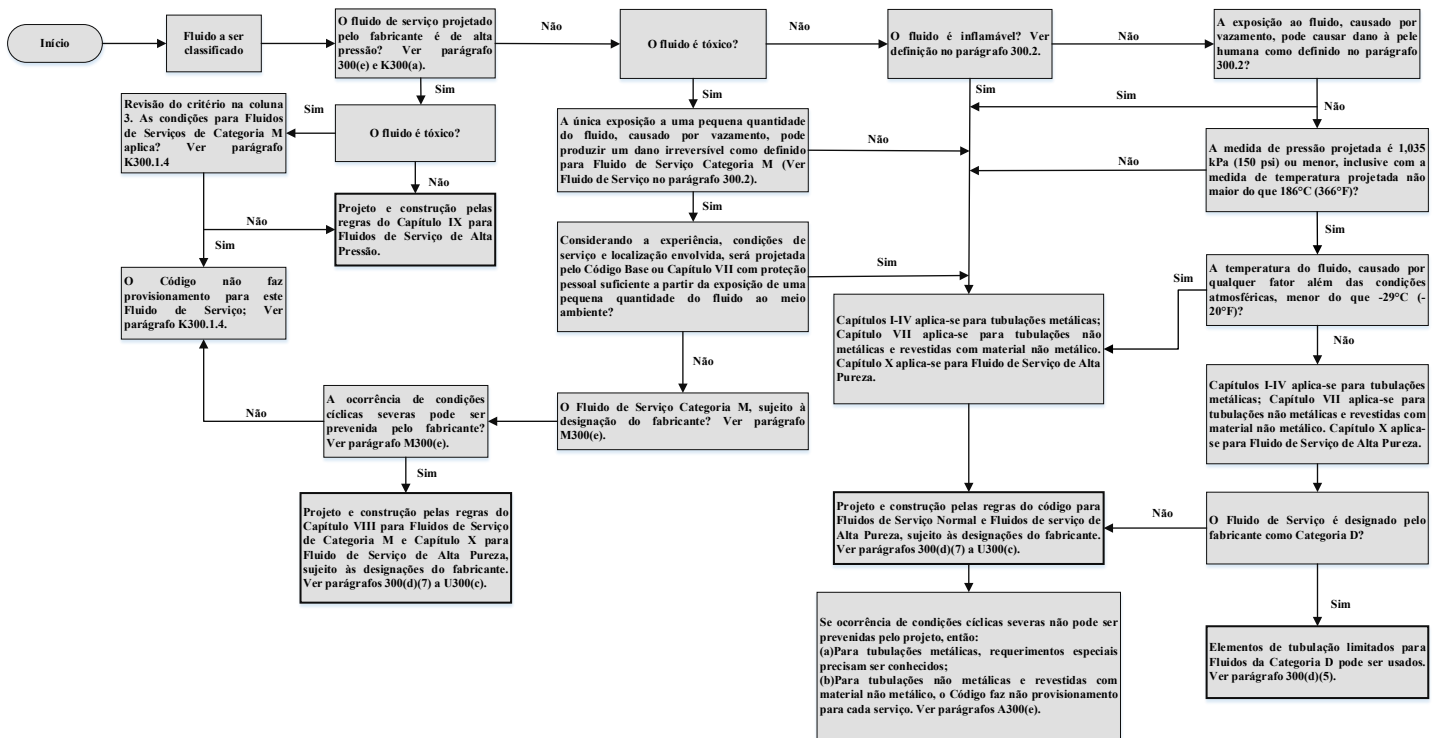 Início
Fluido a ser
classificado
O fluido de serviço projetado
pelo fabricante é de alta
pressão? Ver parágrafo
300(e) e K300(a).
Não
O fluido é tóxico?
Não
O fluido é inflamável? Ver
definição no parágrafo 300.2.
Não
A exposição ao fluido, causado por
vazamento, pode causar dano à pele
humana como definido no parágrafo
300.2?
Sim
Sim
Sim
Sim
Não
Revisão do critério na coluna
3. As condições para Fluidos
de Serviços de Categoria M
aplica? Ver parágrafo
K300.1.4
Sim
O fluido é tóxico?
A única exposição a uma pequena quantidade
do fluido, causado por vazamento, pode
produzir um dano irreversível como definido
para Fluido de Serviço Categoria M (Ver
Fluido de Serviço no parágrafo 300.2).
Não
Não
A medida de pressão projetada é 1,035
kPa (150 psi) ou menor, inclusive com a
medida de temperatura projetada não
maior do que 186°C (366°F)?
Não
Projeto e construção pelas
regras do Capítulo IX para
Fluidos de Serviço de Alta
Pressão.
Não
Sim
Sim
Considerando a experiência, condições de
serviço e localização envolvida, será projetada
pelo Código Base ou Capítulo VII com proteção
pessoal suficiente a partir da exposição de uma
pequena quantidade do fluido ao meio
ambiente?
Sim
Sim
A temperatura do fluido, causado por
qualquer fator além das condições
atmosféricas, menor do que -29°C (-
20°F)?
Sim
O Código não faz
provisionamento para este
Fluido de Serviço; Ver
parágrafo K300.1.4.
Capítulos I-IV aplica-se para tubulações metálicas;
Capítulo VII aplica-se para tubulações não
metálicas e revestidas com material não metálico.
Capítulo X aplica-se para Fluido de Serviço de Alta
Pureza.
Não
Não
Capítulos I-IV aplica-se para tubulações
metálicas; Capítulo VII aplica-se para
tubulações não metálicas e revestidas com
material não metálico. Capítulo X aplica-
se para Fluido de Serviço de Alta Pureza.
Não
A ocorrência de condições
cíclicas severas pode ser
prevenida pelo fabricante?
Ver parágrafo M300(e).
O Fluido de Serviço Categoria M, sujeito à
designação do fabricante? Ver parágrafo
M300(e).
Sim
Projeto e construção pelas regras do
Capítulo VIII para Fluidos de Serviço
de Categoria M e Capítulo X para
Fluido de Serviço de Alta Pureza,
sujeito às designações do fabricante.
Ver parágrafos 300(d)(7) a U300(c).
Projeto e construção pelas regras do código para
Fluidos de Serviço Normal e Fluidos de serviço de
Alta Pureza, sujeito às designações do fabricante.
Ver parágrafos 300(d)(7) a U300(c).
Não
O Fluido de Serviço é designado pelo
fabricante como Categoria D?
Sim
Se ocorrência de condições cíclicas severas não pode ser
prevenidas pelo projeto, então:
(a)Para tubulações metálicas, requerimentos especiais
precisam ser conhecidos;
(b)Para tubulações não metálicas e revestidas com
material não metálico, o Código faz não provisionamento
para cada serviço. Ver parágrafos A300(e).
Elementos de tubulação limitados para
Fluidos da Categoria D pode ser usados.
Ver parágrafo 300(d)(5).